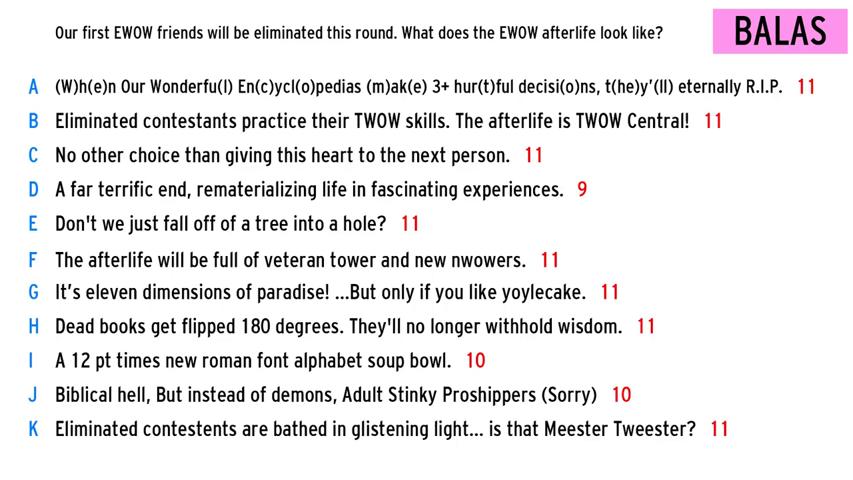 Our first EWOW friends will be eliminated this round. What does the EWOW afterlife look like?
BALAS
A (W)h(e)n Our Wonderfu(l) En(c)ycl(o)pedias (m)ak(e) 3+ hur(t)ful decisi(o)ns, t(he)y'(ll) eternally R.I.P. 11
B Eliminated contestants practice their TWOW skills. The afterlife is TWOW Central! 11
C No other choice than giving this heart to the next person. 11
D A far terrific end, rematerializing life in fascinating experiences. 9
E Don't we just fall off of a tree into a hole? 11
F The afterlife will be full of veteran tower and new nwowers. 11
G It's eleven dimensions of paradise! ...But only if you like yoylecake. 11
H Dead books get flipped 180 degrees. They'll no longer withhold wisdom. 11
I A 12 pt times new roman font alphabet soup bowl. 10
J Biblical hell, But instead of demons, Adult Stinky Proshippers (Sorry) 10
K Eliminated contestents are bathed in glistening light... is that Meester Tweester? 11